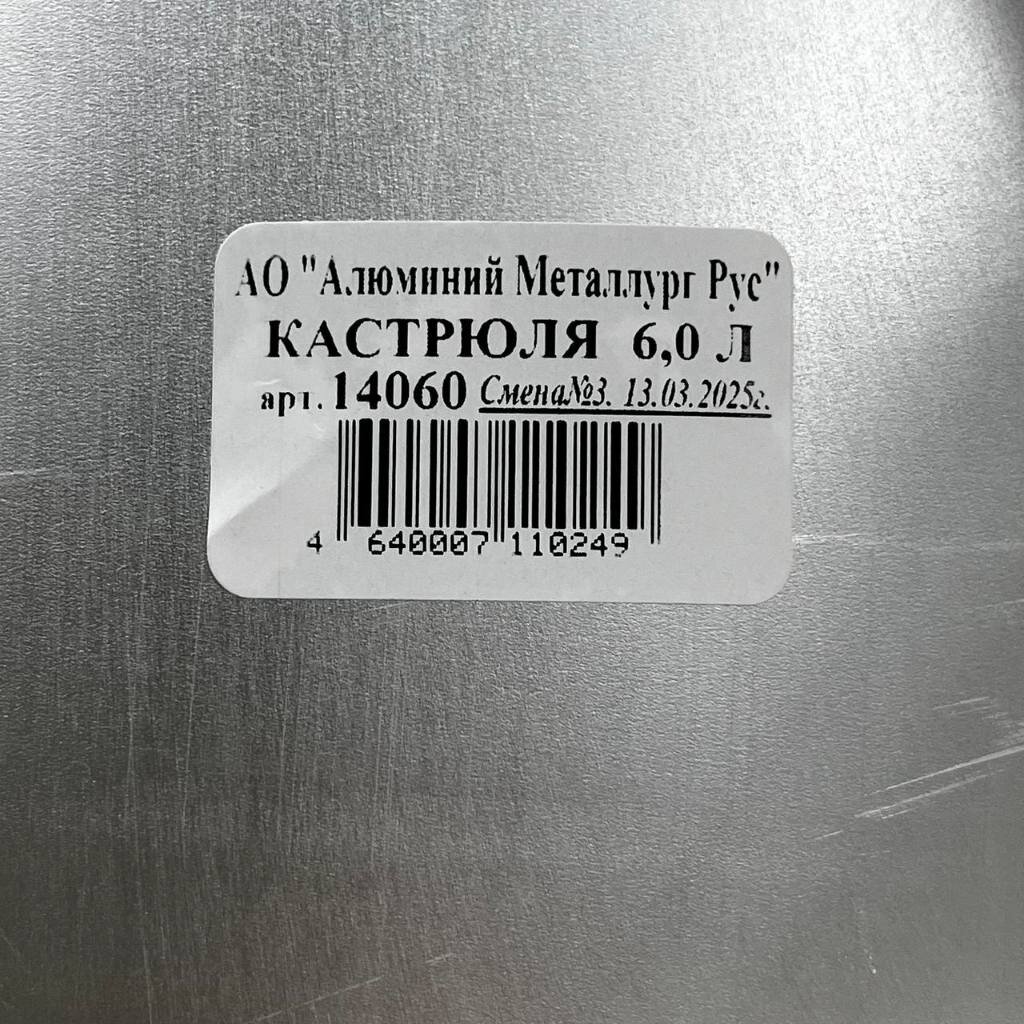 АО "Алюминий Металлург Рус"
КАСТРЮЛЯ 6,0 Л
арт. 14060 Смена№3. 13.03.2025г.
4 640007 110249